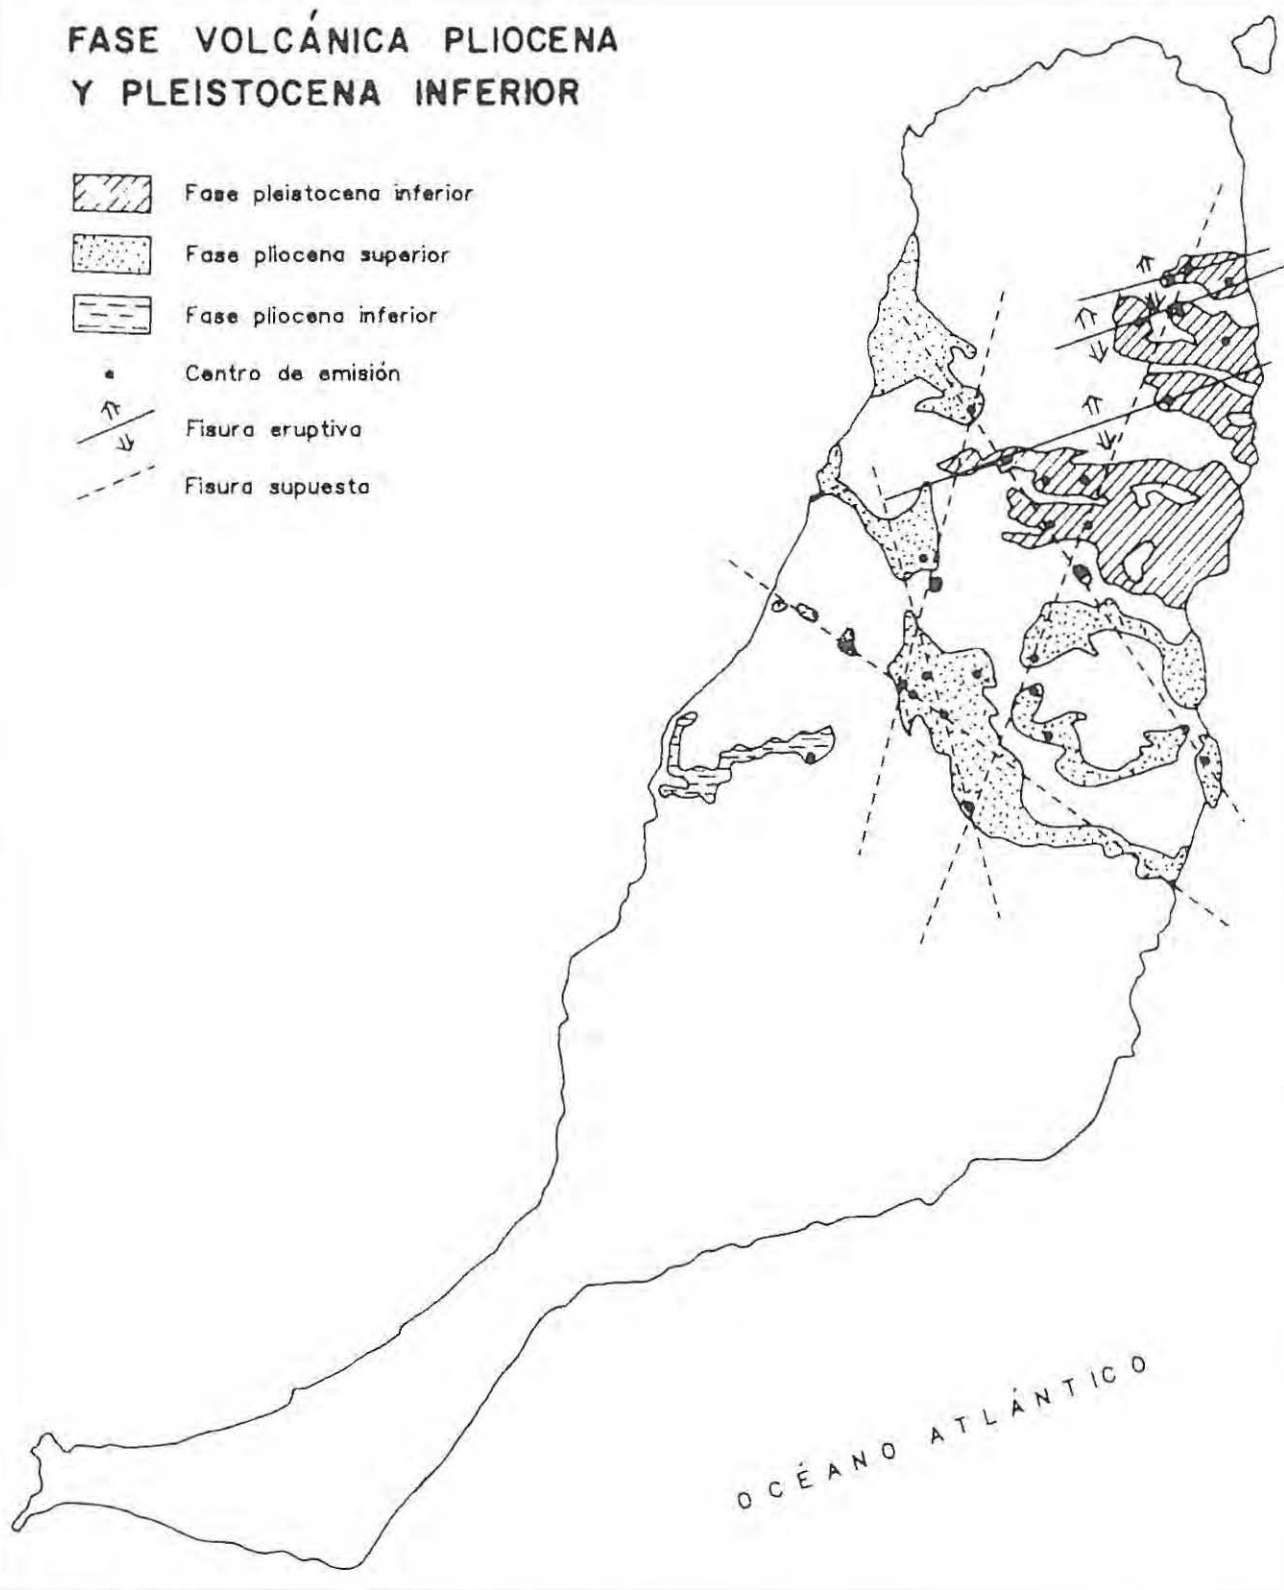 FASE VOLCÁNICA PLIOCENA
Y PLEISTOCENA INFERIOR
Fase pleistocena inferior
Fase pliocena superior
Fase pliocena inferior
Centro de emisión
Fisura eruptiva
Fisura supuesta
OCÉANO ATLÁNTICO